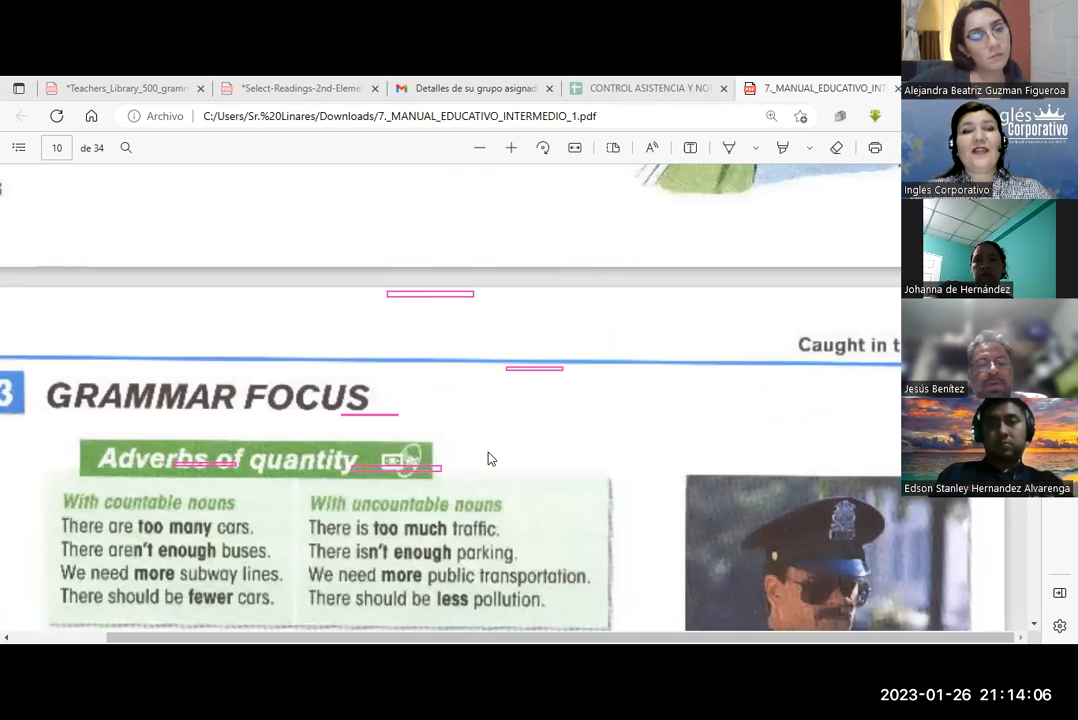 *Teachers_Library_500_gramm
*Select-Readings-2nd-Eleme
Detalles de su grupo asignad
CONTROL ASISTENCIA Y NO
7._MANUAL_EDUCATIVO_INT
Archivo
C:/Users/Sr.%20Linares/Downloads/7._MANUAL_EDUCATIVO_INTERMEDIO_1.pdf
10
de 34
Caught in t
3 GRAMMAR FOCUS
Adverbs of quantity
With countable nouns
There are too many cars.
There aren't enough buses.
We need more subway lines.
There should be fewer cars.
With uncountable nouns
There is too much traffic.
There isn't enough parking.
We need more public transportation.
There should be less pollution.
Alejandra Beatriz Guzman Figueroa
glés
Corporativo
Ingles Corporativo
Johanna de Hernández
Jesús Benítez
Edson Stanley Hernandez Alvarenga
2023-01-26 21:14:06